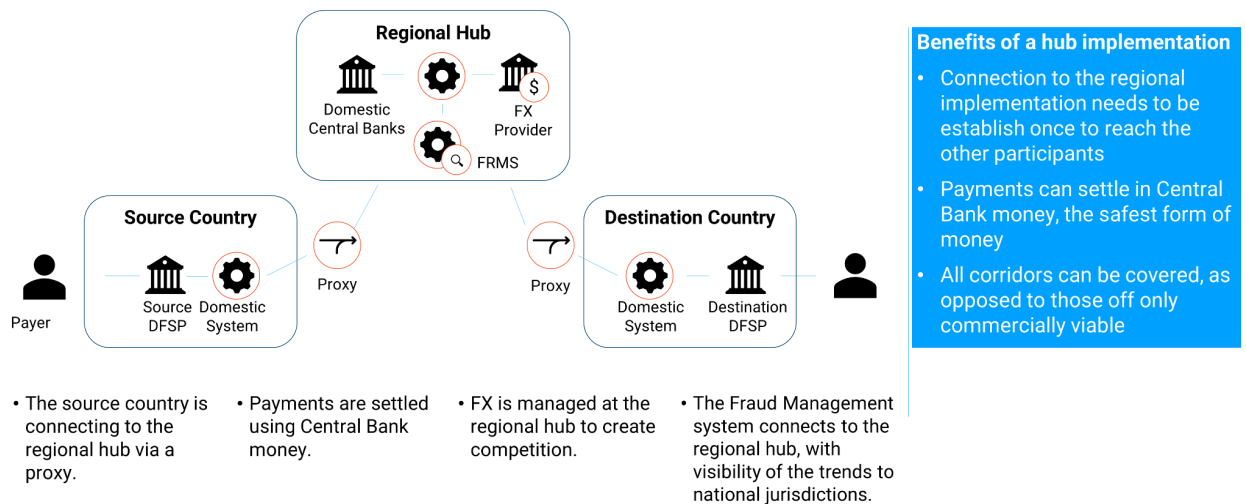 Regional Hub
Domestic
Central Banks
$
FX
Provider
FRMS
Source Country
Source
DFSP
Domestic
System
Payer
Proxy
Proxy
Destination Country
Domestic
System
Destination
DFSP
• The source country is
connecting to the
regional hub via a
proxy.
• Payments are settled
using Central Bank
money.
• FX is managed at the
regional hub to create
competition.
• The Fraud Management
system connects to the
regional hub, with
visibility of the trends to
national jurisdictions.
Benefits of a hub implementation
• Connection to the regional
implementation needs to be
establish once to reach the
other participants
• Payments can settle in Central
Bank money, the safest form of
money
• All corridors can be covered, as
opposed to those off only
commercially viable